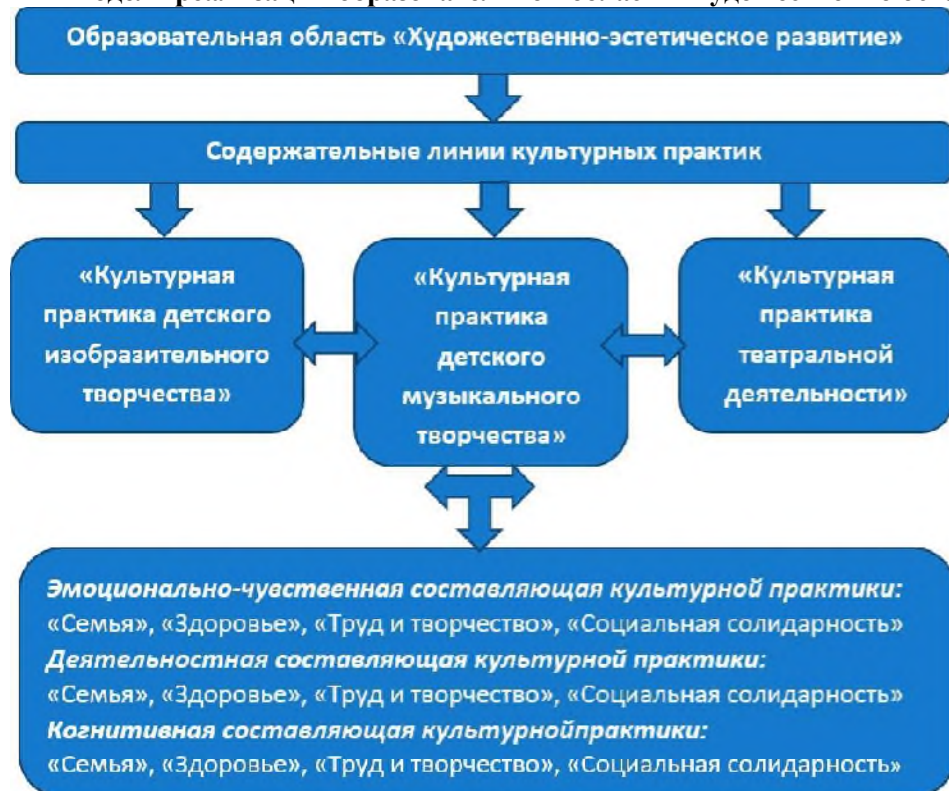 Образовательная область «Художественно-эстетическое развитие»
Содержательные линии культурных практик
«Культурная
практика детского
изобразительного
творчества»
«Культурная
практика
детского
музыкального
творчества»
«Культурная
практика
театральной
деятельности»
Эмоционально-чувственная составляющая культурной практики:
«Семья», «Здоровье», «Труд и творчество», «Социальная солидарность»
Деятельностная составляющая культурной практики:
«Семья», «Здоровье», «Труд и творчество», «Социальная солидарность»
Когнитивная составляющая культурнойпрактики:
«Семья», «Здоровье», «Труд и творчество», «Социальная солидарность»